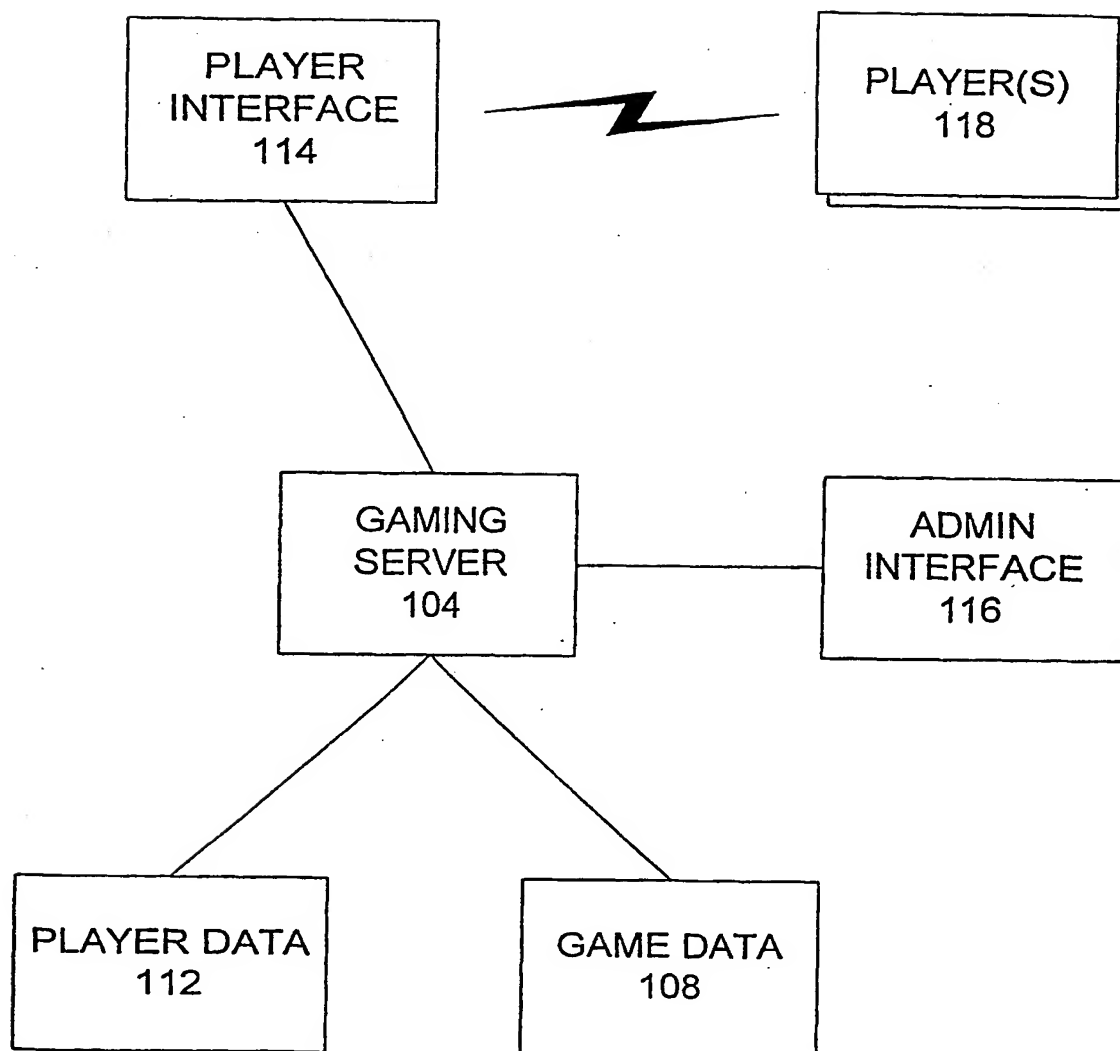 PLAYER
INTERFACE
114
PLAYER(S)
118
GAMING
SERVER
104
ADMIN
INTERFACE
116
PLAYER DATA
112
GAME DATA
108